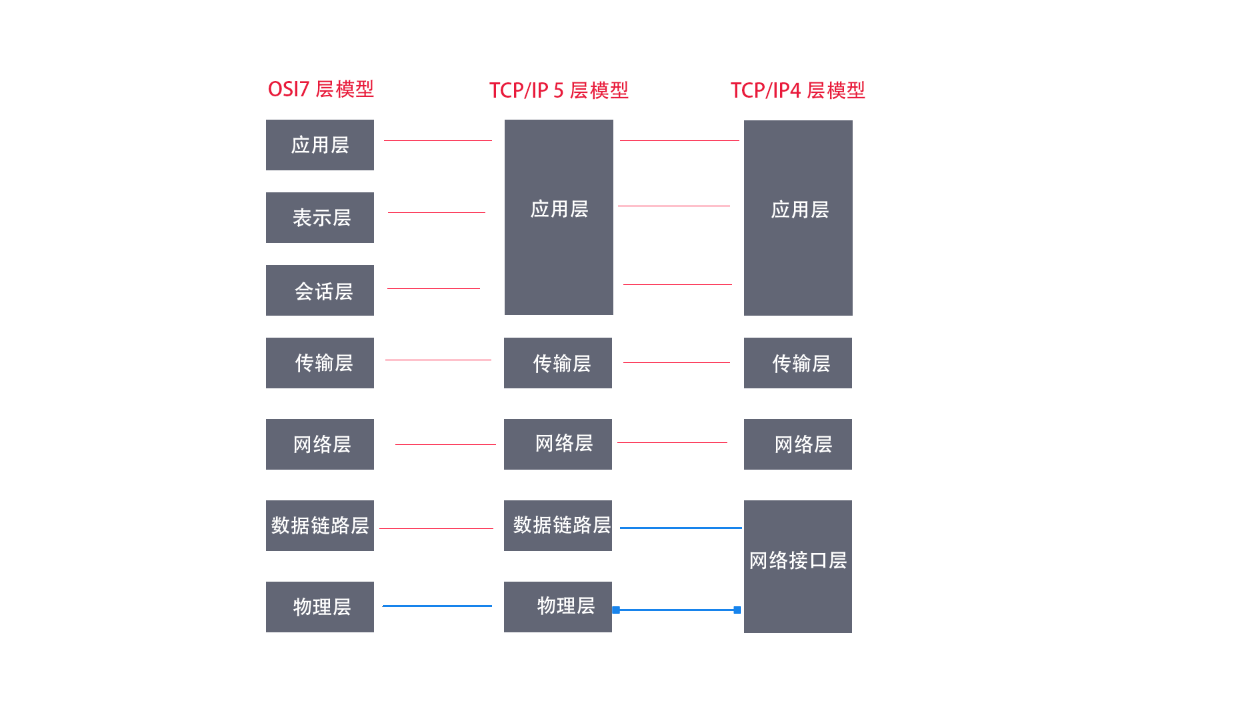 OSI7 层模型
TCP/IP 5 层模型
TCP/IP4 层模型
应用层
应用层
应用层
表示层
会话层
传输层
传输层
传输层
网络层
网络层
网络层
数据链路层
数据链路层
网络接口层
物理层
物理层